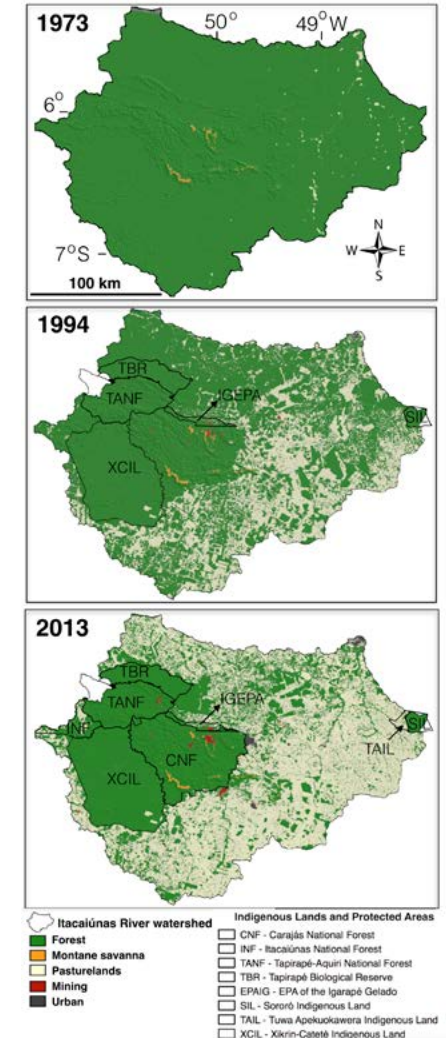 1973
50° 49°W
6°
N
W E
S
7°S
100 km
1994
TBR
IGEPA
TANF
SIL
XCIL
2013
TBR
IGEPA
TANF
SIL
INF
CNF
TAIL
XCIL
Itacaiúnas River watershed
Forest
Montane savanna
Pasturelands
Mining
Urban
Indigenous Lands and Protected Areas
CNF - Carajás National Forest
INF - Itacaiúnas National Forest
TANF - Tapirapé-Aquiri National Forest
TBR - Tapirapé Biological Reserve
EPAIG - EPA of the Igarapé Gelado
SIL - Sororó Indigenous Land
TAIL - Tuwa Apekuokawera Indigenous Land
XCIL - Xikrin-Cateté Indigenous Land